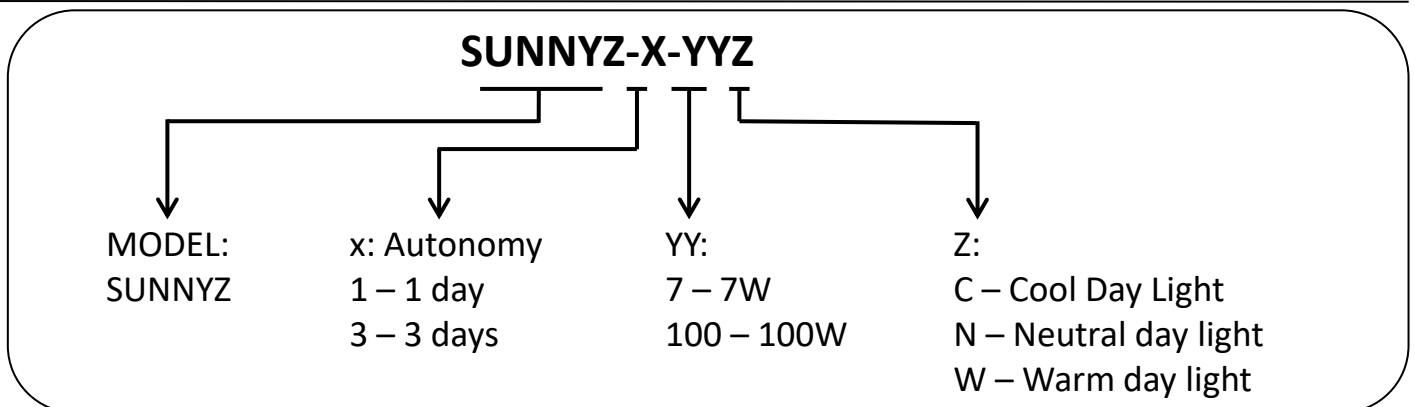 SUNNYZ-X-YYZ
MODEL:
SUNNYZ
x: Autonomy
1 – 1 day
3 – 3 days
YY:
7 – 7W
100 – 100W
Z:
C – Cool Day Light
N – Neutral day light
W – Warm day light